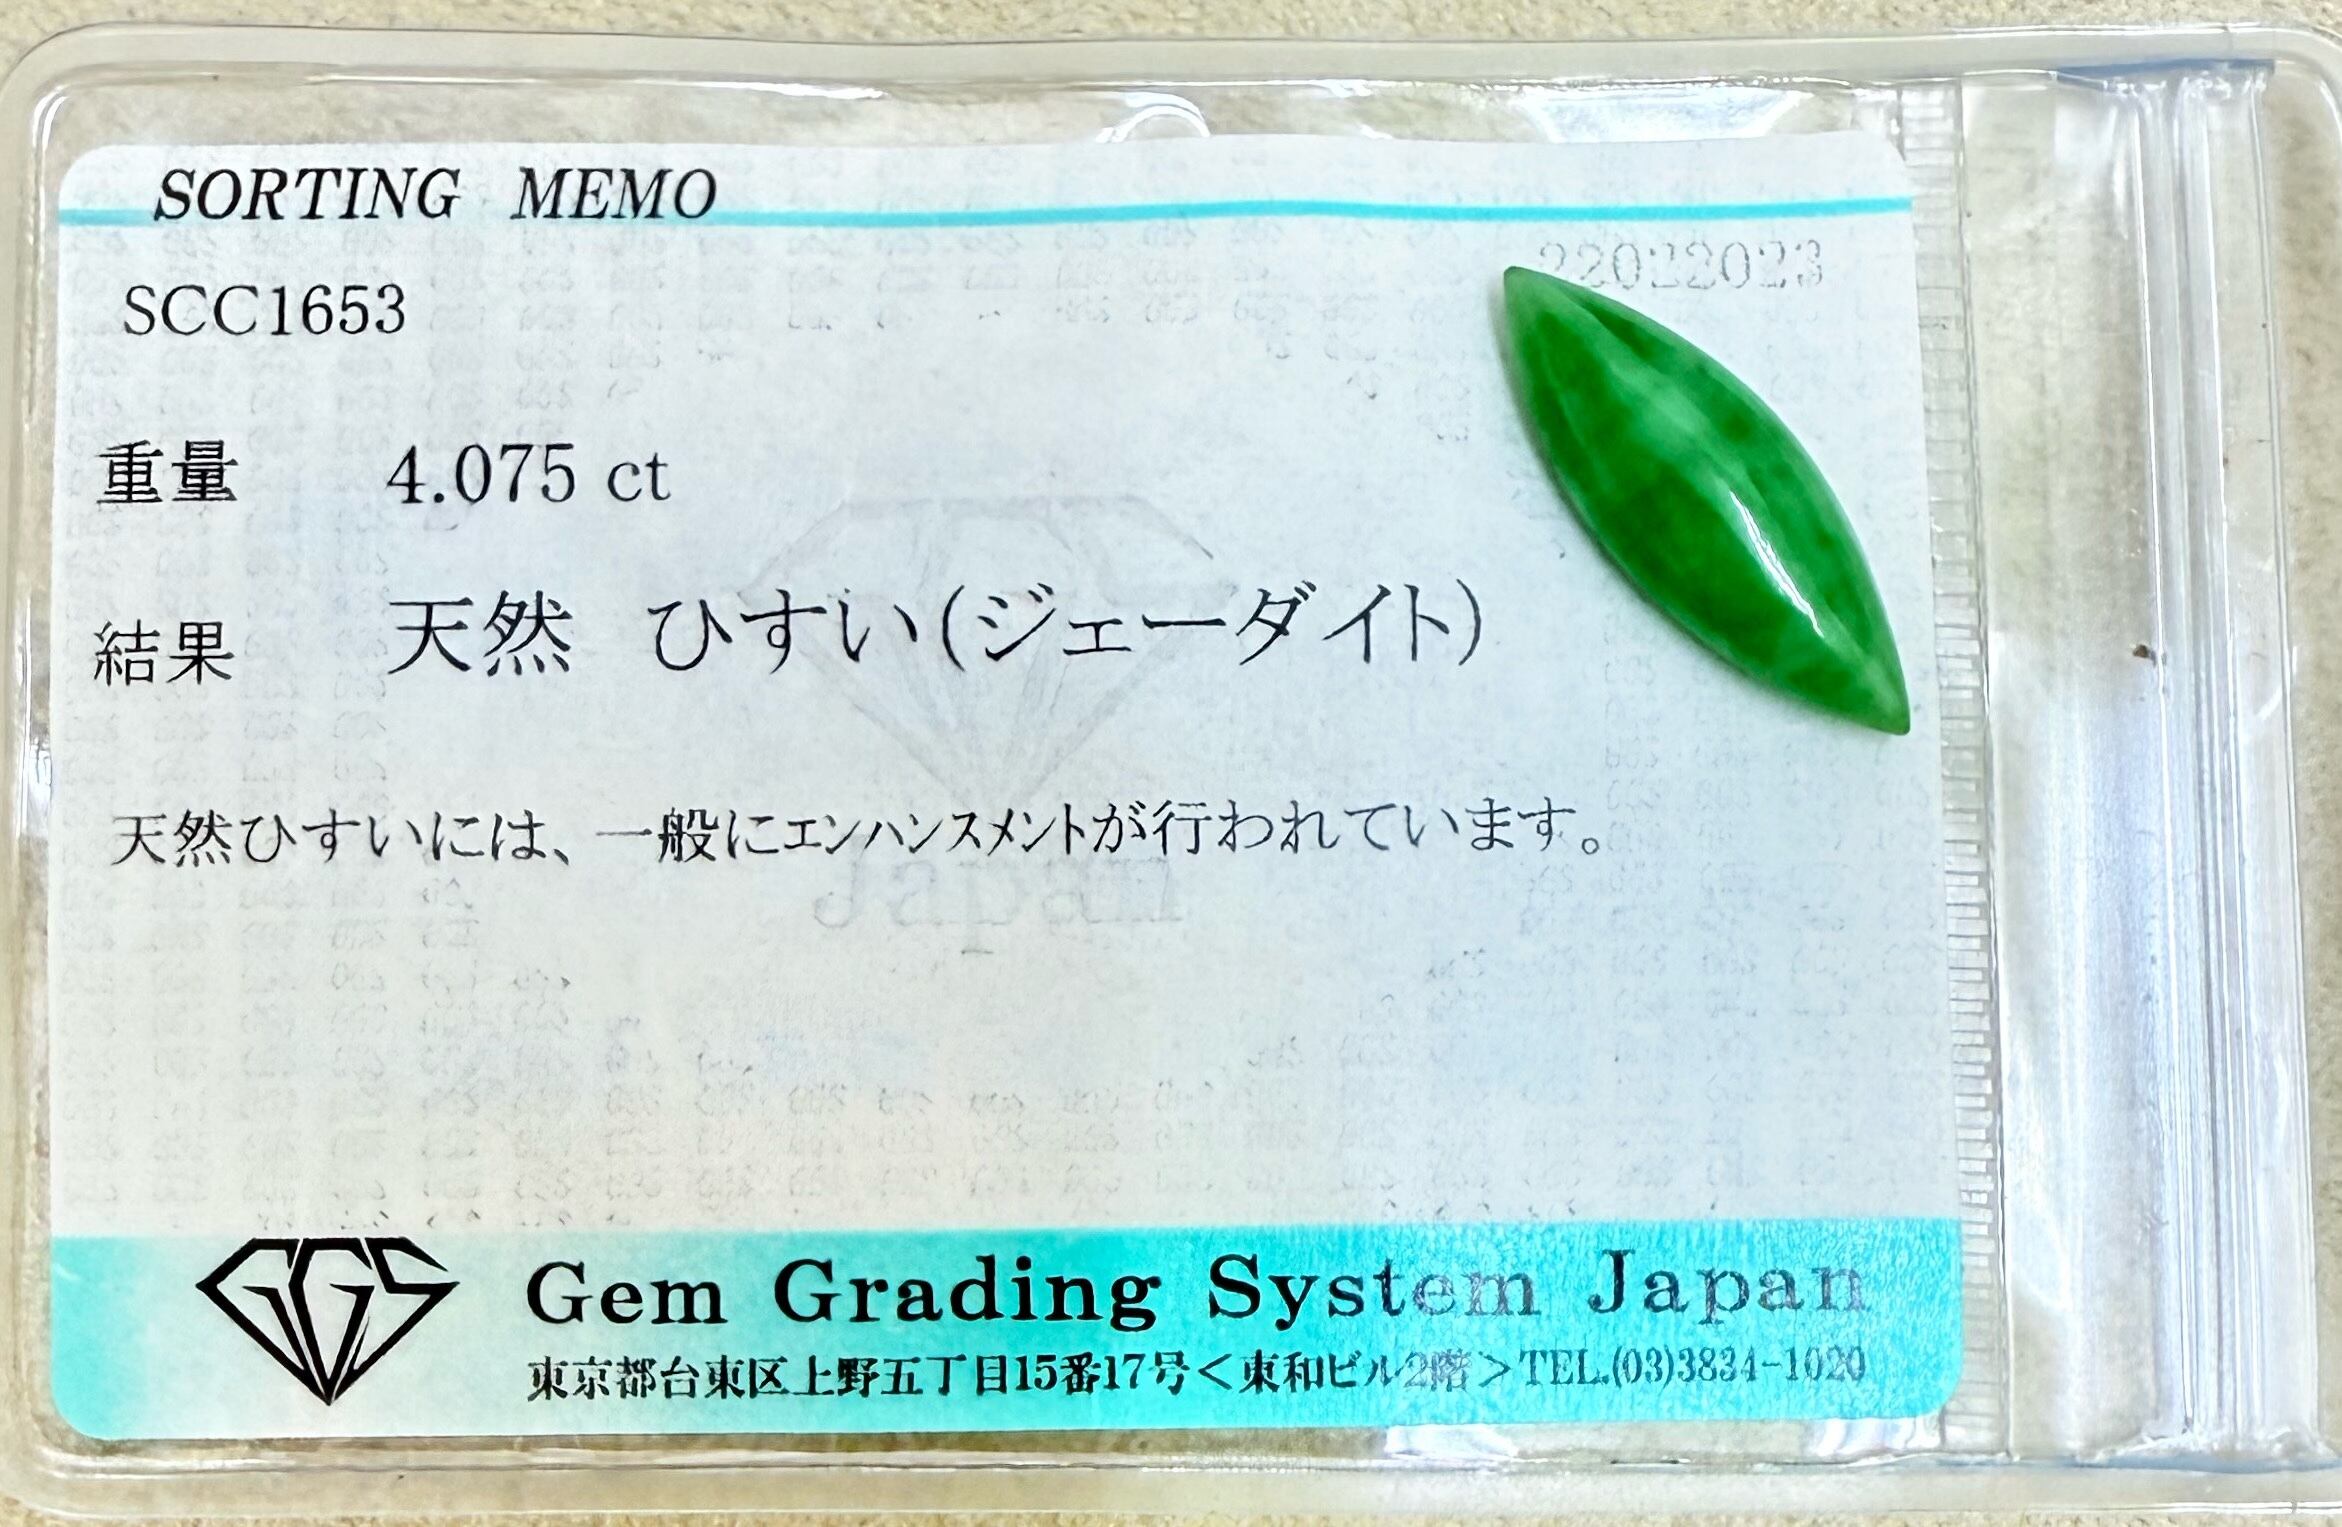 SORTING MEMO
SCC1653
重量 4.075 ct
結果 天然 ひすい(ジェーダイト)
天然ひすいには、一般にエンハンスメントが行われています。
GGS
Gem Grading System Japan
東京都台東区上野五丁目15番17号＜東和ビル2階＞TEL.(03)3834-1020